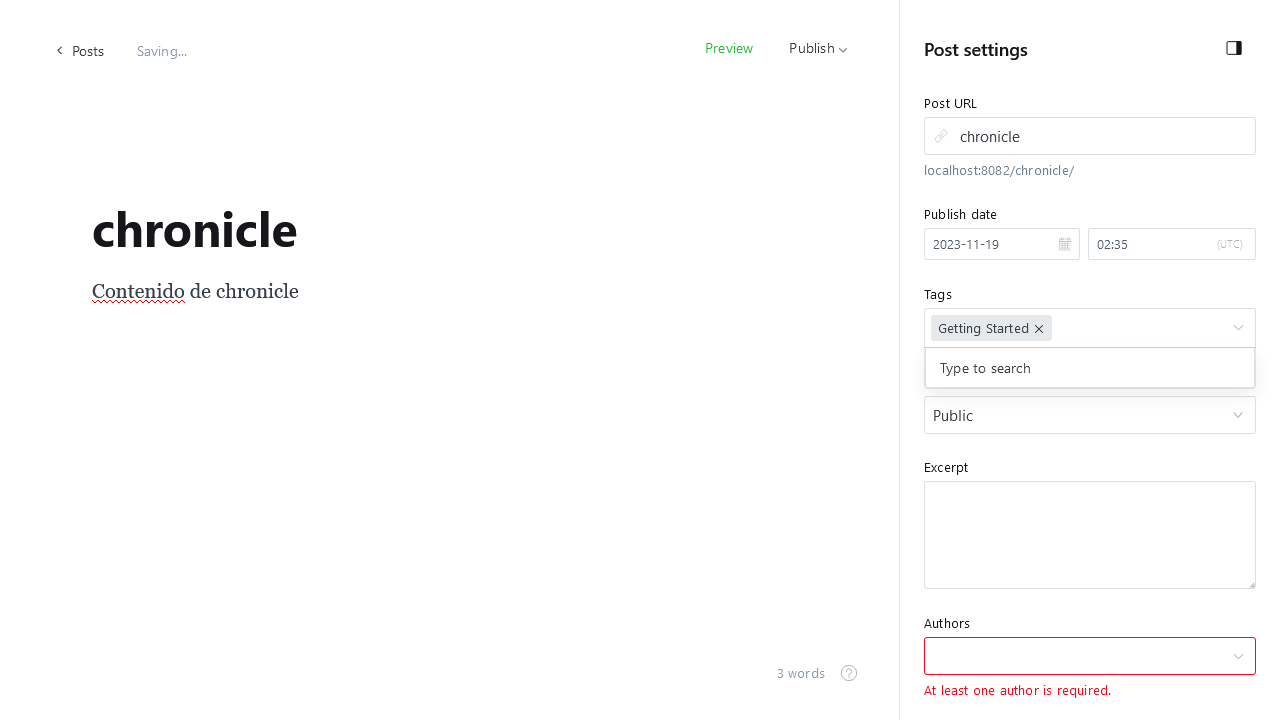 Posts
Saving...
Preview
Publish
Post settings
Post URL
chronicle
localhost:8082/chronicle/
Publish date
2023-11-19
02:35
(UTC)
Tags
Getting Started
Type to search
Public
Excerpt
Authors
At least one author is required.
chronicle
Contenido de chronicle
3 words